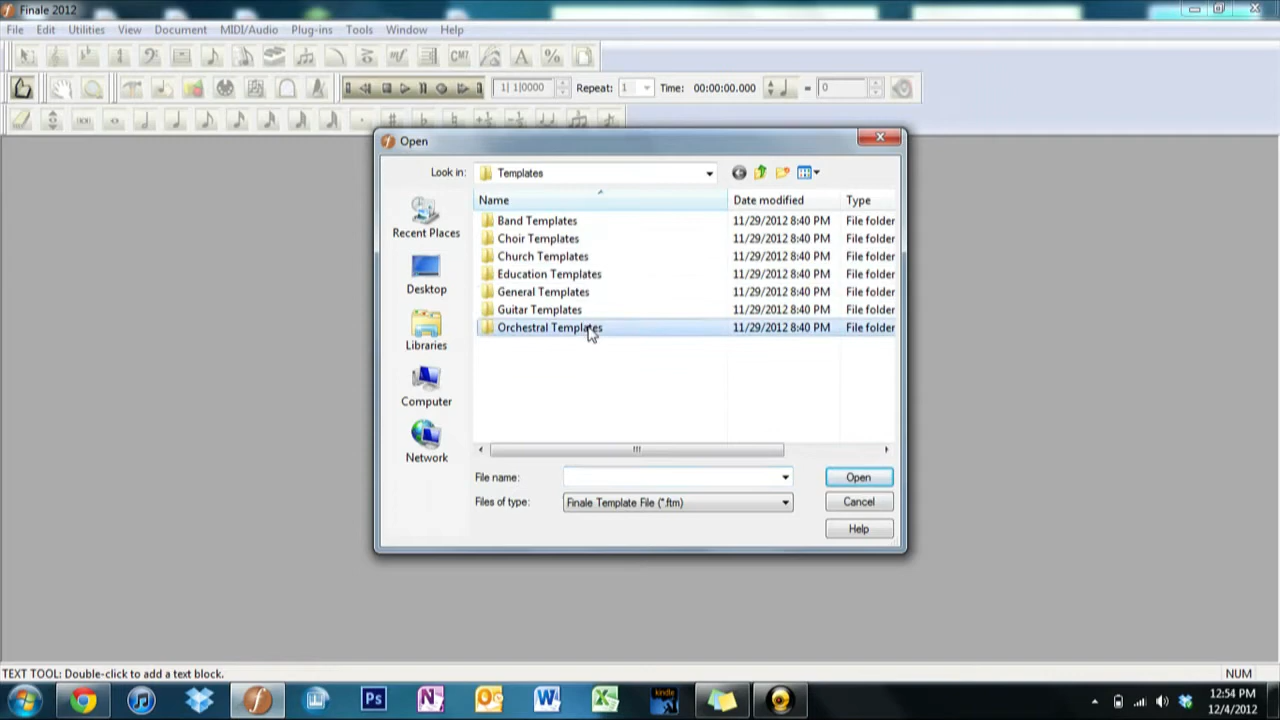 Finale 2012
File Edit Utilities View Document MIDI/Audio Plug-ins Tools Window Help
CM7
1| 1|0000 Repeat: 1 Time: 00:00:00.000 = 0
Open
Look in: Templates
Name Date modified Type
Recent Places
Desktop
Libraries
Computer
Network
Band Templates 11/29/2012 8:40 PM File folder
Choir Templates 11/29/2012 8:40 PM File folder
Church Templates 11/29/2012 8:40 PM File folder
Education Templates 11/29/2012 8:40 PM File folder
General Templates 11/29/2012 8:40 PM File folder
Guitar Templates 11/29/2012 8:40 PM File folder
Orchestral Templates 11/29/2012 8:40 PM File folder
File name: Open
Files of type: Finale Template File (*.ftm) Cancel
Help
TEXT TOOL: Double-click to add a text block. NUM
Ps
kindle
12:54 PM
12/4/2012